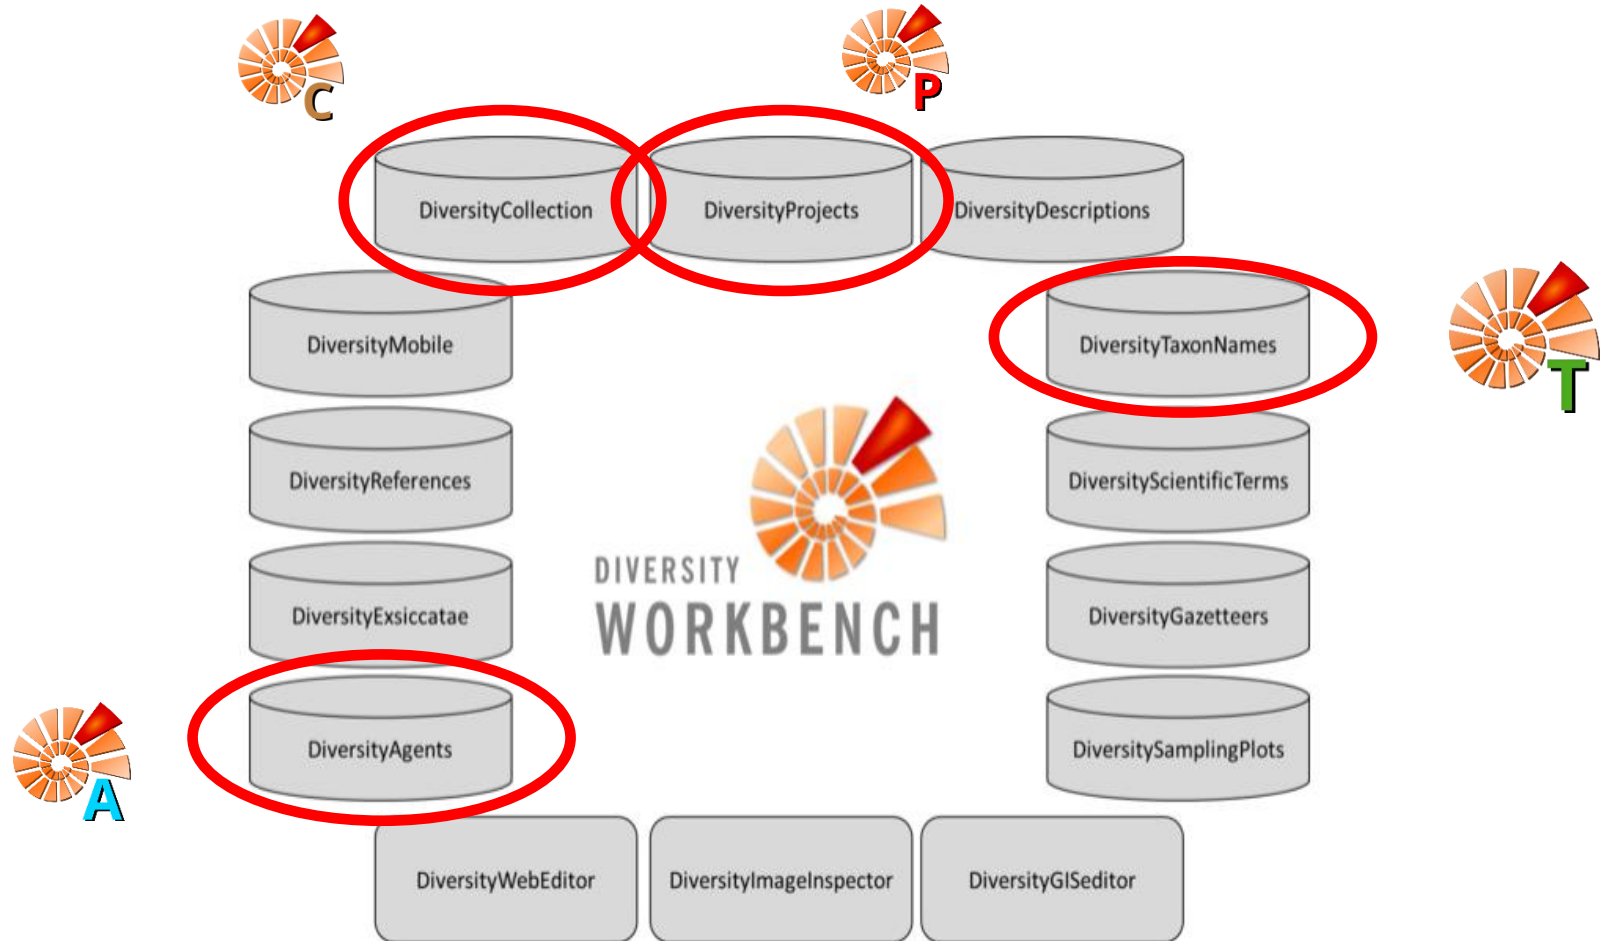 C
P
DiversityCollection
DiversityProjects
DiversityDescriptions
DiversityMobile
DiversityTaxonNames
T
DiversityReferences
DiversityScientificTerms
DIVERSITY
WORKBENCH
DiversityExsiccatae
DiversityGazetteers
A
DiversityAgents
DiversitySamplingPlots
DiversityWebEditor
DiversityImageInspector
DiversityGISeditor